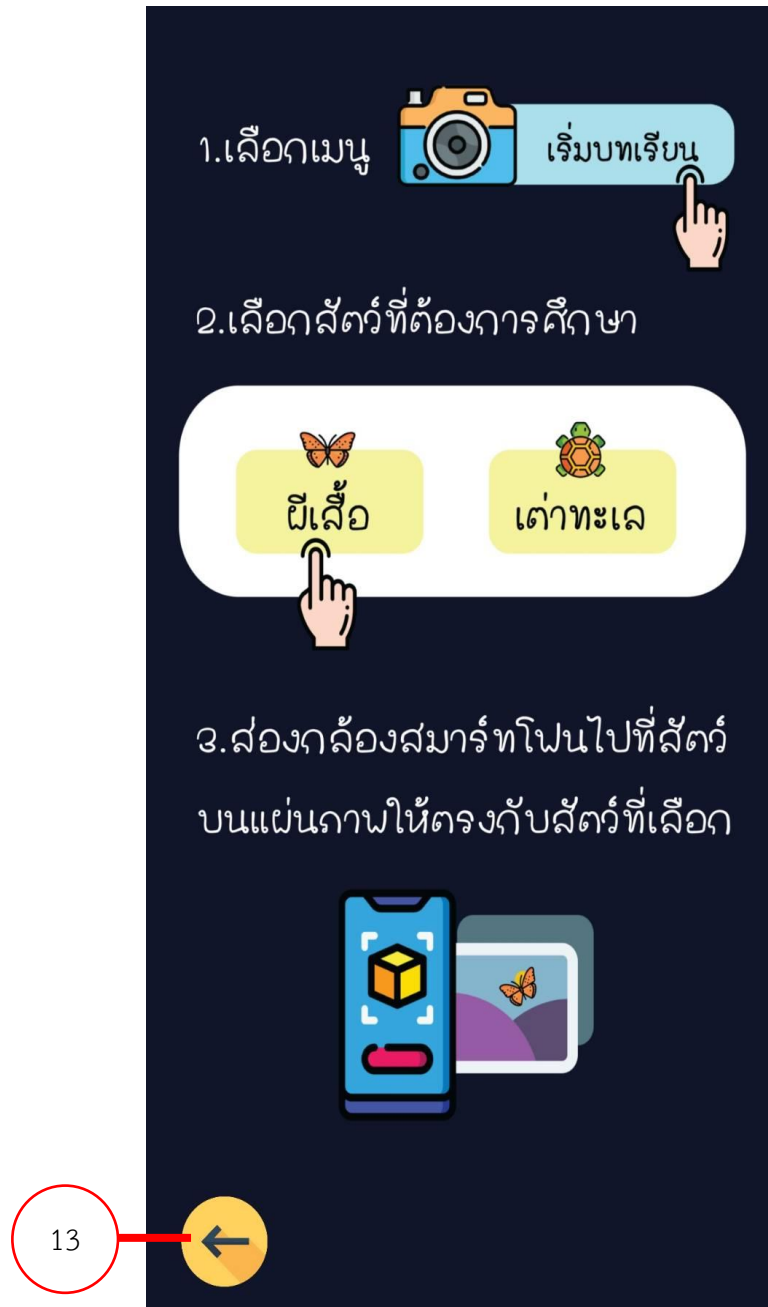 1.เลือกเมนู เริ่มบทเรียน
2.เลือกสัตว์ที่ต้องการศึกษา
ผีเสื้อ เต่าทะเล
3.ส่องกล้องสมาร์ทโฟนไปที่สัตว์
บนแผ่นภาพให้ตรงกับสัตว์ที่เลือก
13